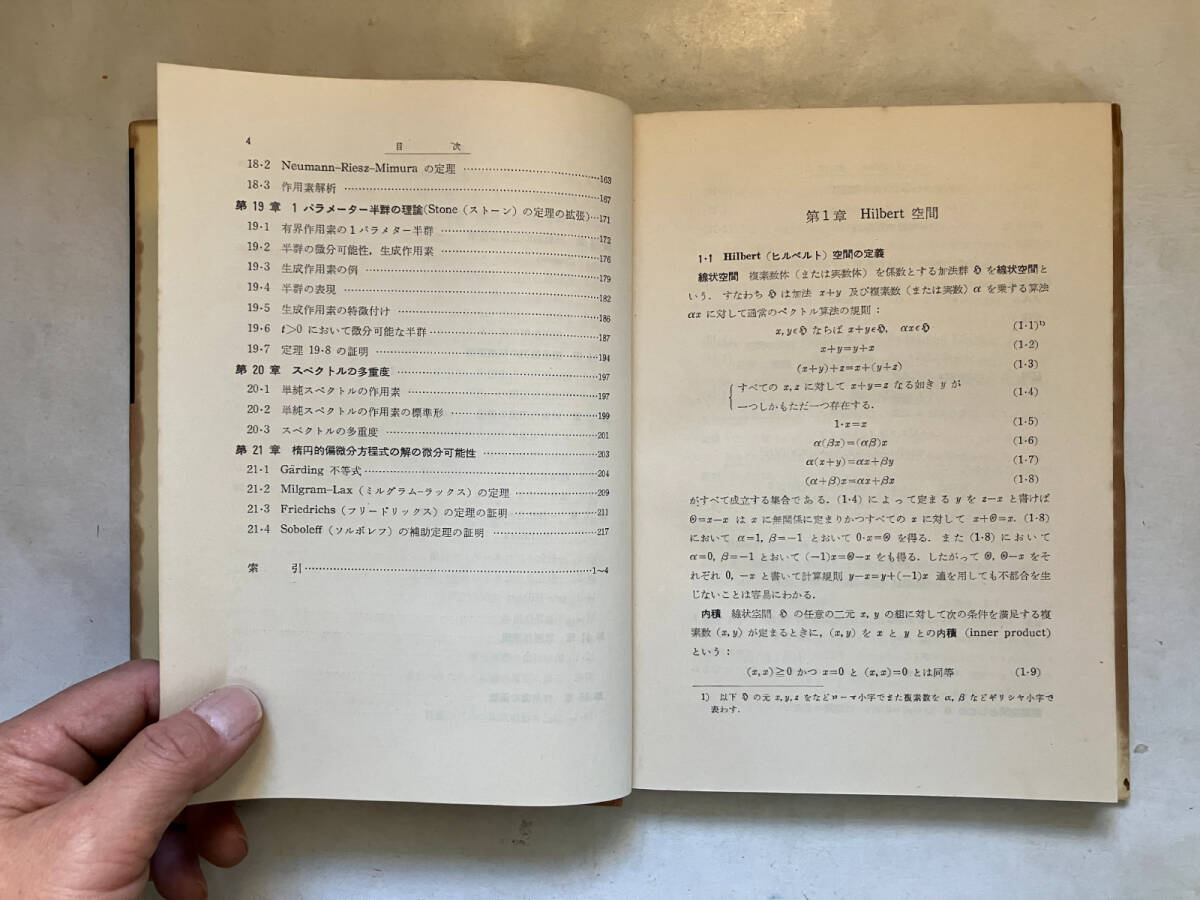 4
目 次
18·2 Neumann–Riesz–Mimura の定理 ………163
18·3 作用素解析 ………167
第19章 1パラメーター半群の理論(Stone（ストーン）の定理の拡張)…171
19·1 有界作用素の1パラメター半群 ………172
19·2 半群の微分可能性，生成作用素 ………176
19·3 生成作用素の例 ………179
19·4 半群の表現 ………182
19·5 生成作用素の特徴付け ………186
19·6 t>0 において微分可能な半群 ………187
19·7 定理 19·8 の証明 ………194
第20章 スペクトルの多重度 ………197
20·1 単純スペクトルの作用素 ………197
20·2 単純スペクトルの作用素の標準形 ………199
20·3 スペクトルの多重度 ………201
第21章 楕円的偏微分方程式の解の微分可能性 ………203
21·1 Gårding 不等式 ………204
21·2 Milgram–Lax（ミルグラム–ラックス）の定理 ………209
21·3 Friedrichs（フリードリックス）の定理の証明 ………211
21·4 Soboleff（ソルボレフ）の補助定理の証明 ………217
索 引 ………1～4
第1章 Hilbert 空間
1·1 Hilbert（ヒルベルト）空間の定義
線状空間 複素数体（または実数体）を係数とする加法群 ℌ を線状空間と
いう．すなわち ℌ は加法 x+y 及び複素数（または実数）α を乗する算法
αx に対して通常のベクトル算法の規則：
x, y∈ℌ ならば x+y∈ℌ, αx∈ℌ (1·1)¹⁾
x+y=y+x (1·2)
(x+y)+z=x+(y+z) (1·3)
{すべての x, z に対して x+y=z なる如き y が
一つしかもただ一つ存在する． (1·4)
1·x=x (1·5)
α(βx)=(αβ)x (1·6)
α(x+y)=αx+βy (1·7)
(α+β)x=αx+βx (1·8)
がすべて成立する集合である．(1·4) によって定まる y を z−x と書けば
Θ=x−x は x に無関係に定まりかつすべての x に対して x+Θ=x. (1·8)
において α=1, β=−1 とおいて 0·x=Θ を得る．また (1·8) において
α=0, β=−1 とおいて (−1)x=Θ−x をも得る．したがって Θ, Θ−x をそ
れぞれ 0, −x と書いて計算規則 y−x=y+(−1)x 適を用しても不都合を生
じないことは容易にわかる．
内積 線状空間 ℌ の任意の二元 x, y の組に対して次の条件を満足する複
素数 (x, y) が定まるときに，(x, y) を x と y との内積 (inner product)
という：
(x, x)≧0 かつ x=0 と (x, x)=0 とは同等 (1·9)
1) 以下 ℌ の元 x, y, z をなどローマ小字でまた複素数を α, β などギリシャ小字で
表わす．